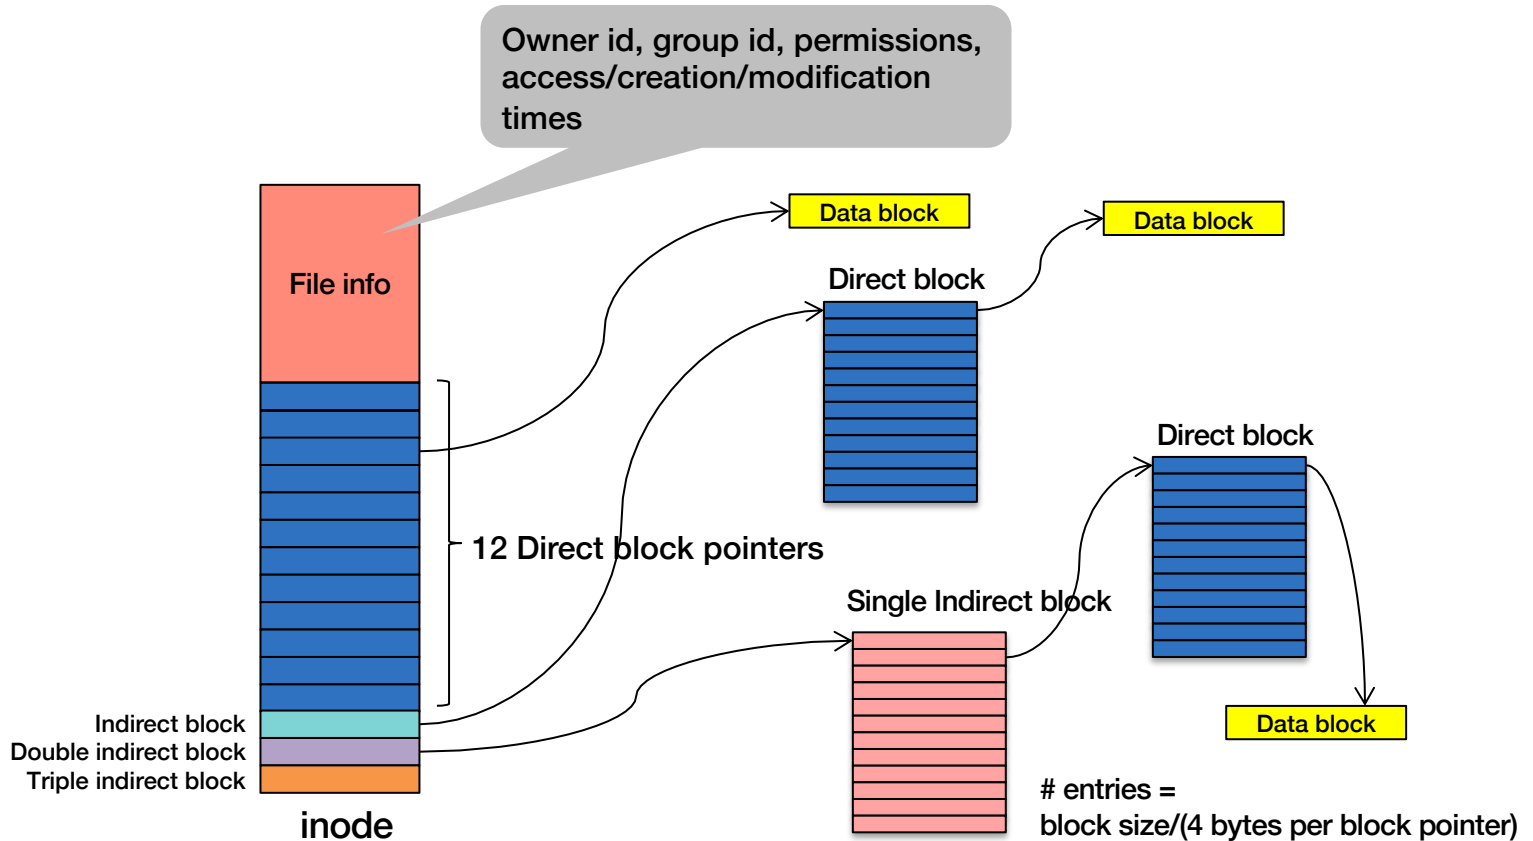 Owner id, group id, permissions,
access/creation/modification
times
Data block
Data block
File info
Direct block
Direct block
12 Direct block pointers
Single Indirect block
Indirect block
Double indirect block
Triple indirect block
Data block
inode
# entries =
block size/(4 bytes per block pointer)